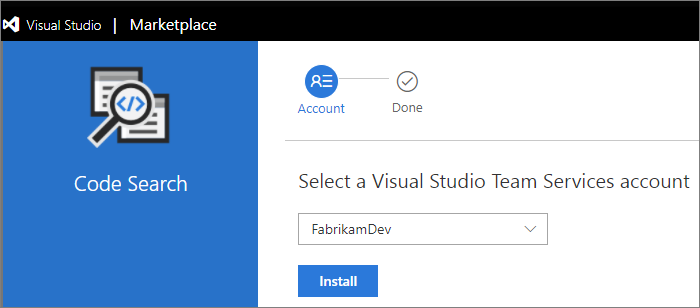 Visual Studio | Marketplace
Code Search
Account
Done
Select a Visual Studio Team Services account
FabrikamDev
Install